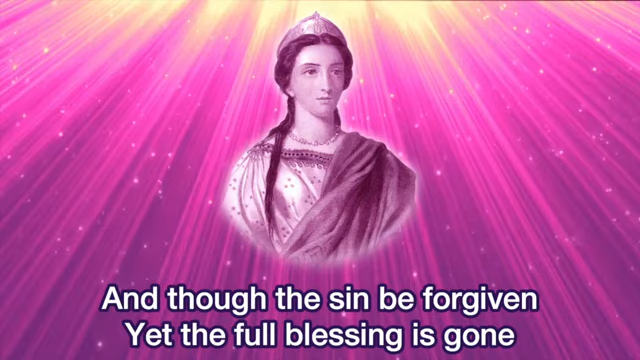 And though the sin be forgiven
Yet the full blessing is gone